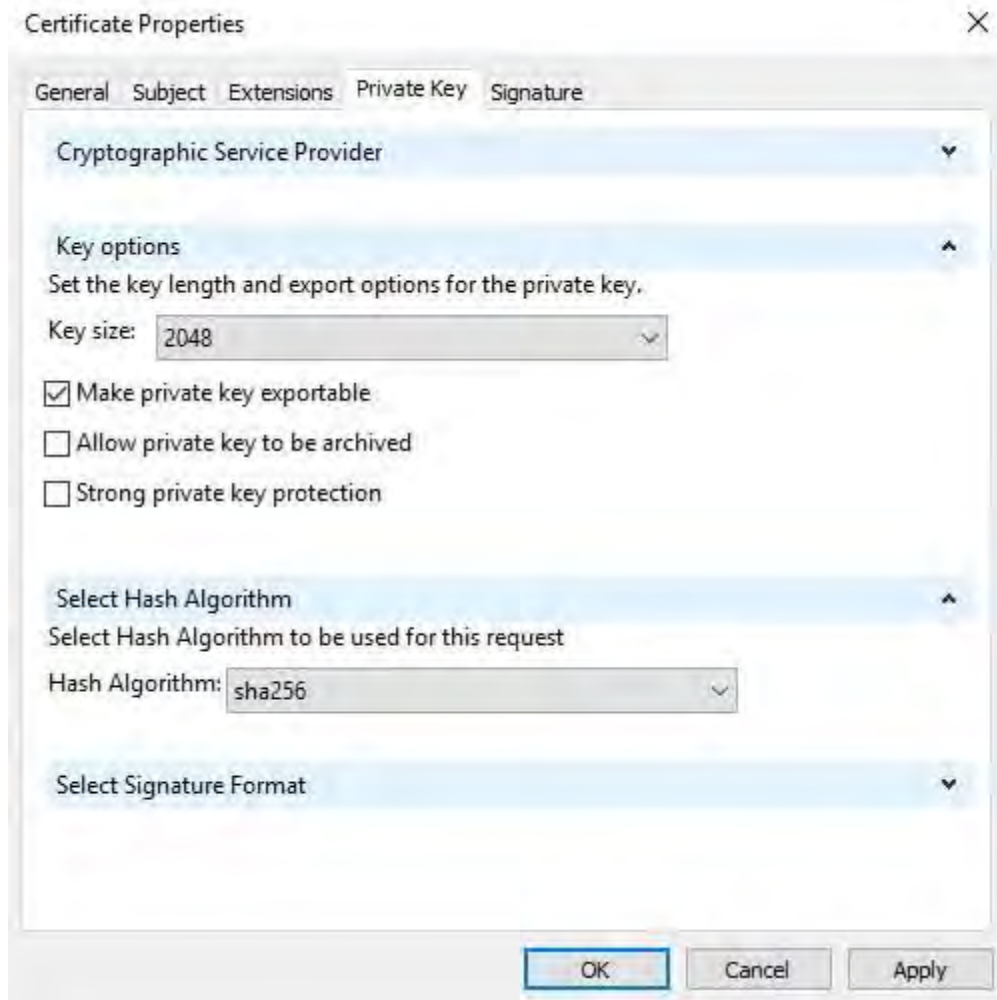 Certificate Properties
General Subject Extensions Private Key Signature
Cryptographic Service Provider
Key options
Set the key length and export options for the private key.
Key size: 2048
Make private key exportable
Allow private key to be archived
Strong private key protection
Select Hash Algorithm
Select Hash Algorithm to be used for this request
Hash Algorithm: sha256
Select Signature Format
OK Cancel Apply